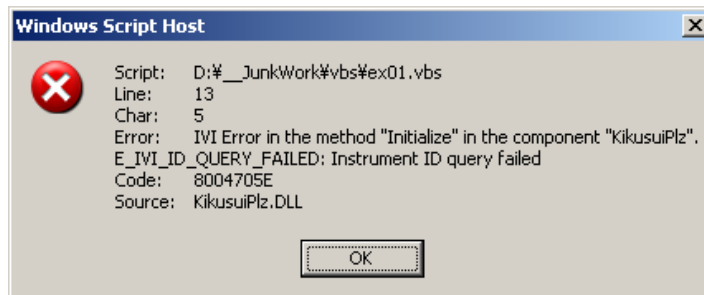 Windows Script Host
Script: D:¥__JunkWork¥vbs¥ex01.vbs
Line: 13
Char: 5
Error: IVI Error in the method "Initialize" in the component "KikusuiPlz".
E_IVI_ID_QUERY_FAILED: Instrument ID query failed
Code: 8004705E
Source: KikusuiPlz.DLL
OK